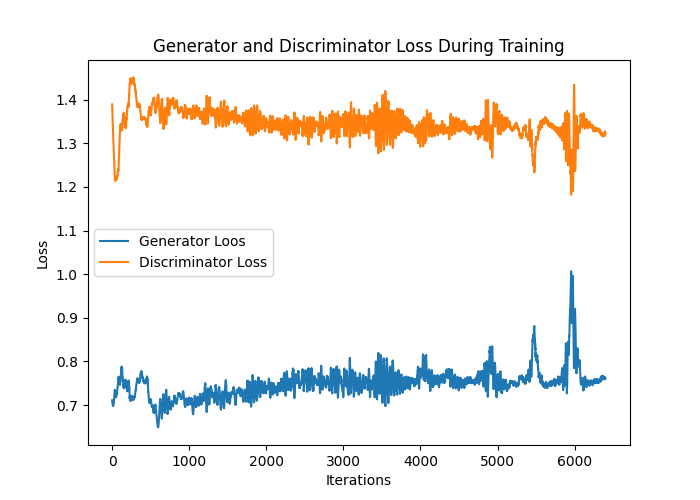 Generator and Discriminator Loss During Training
1.4
1.3
1.2
1.1
1.0
0.9
0.8
0.7
Loss
Generator Loos
Discriminator Loss
0 1000 2000 3000 4000 5000 6000
Iterations